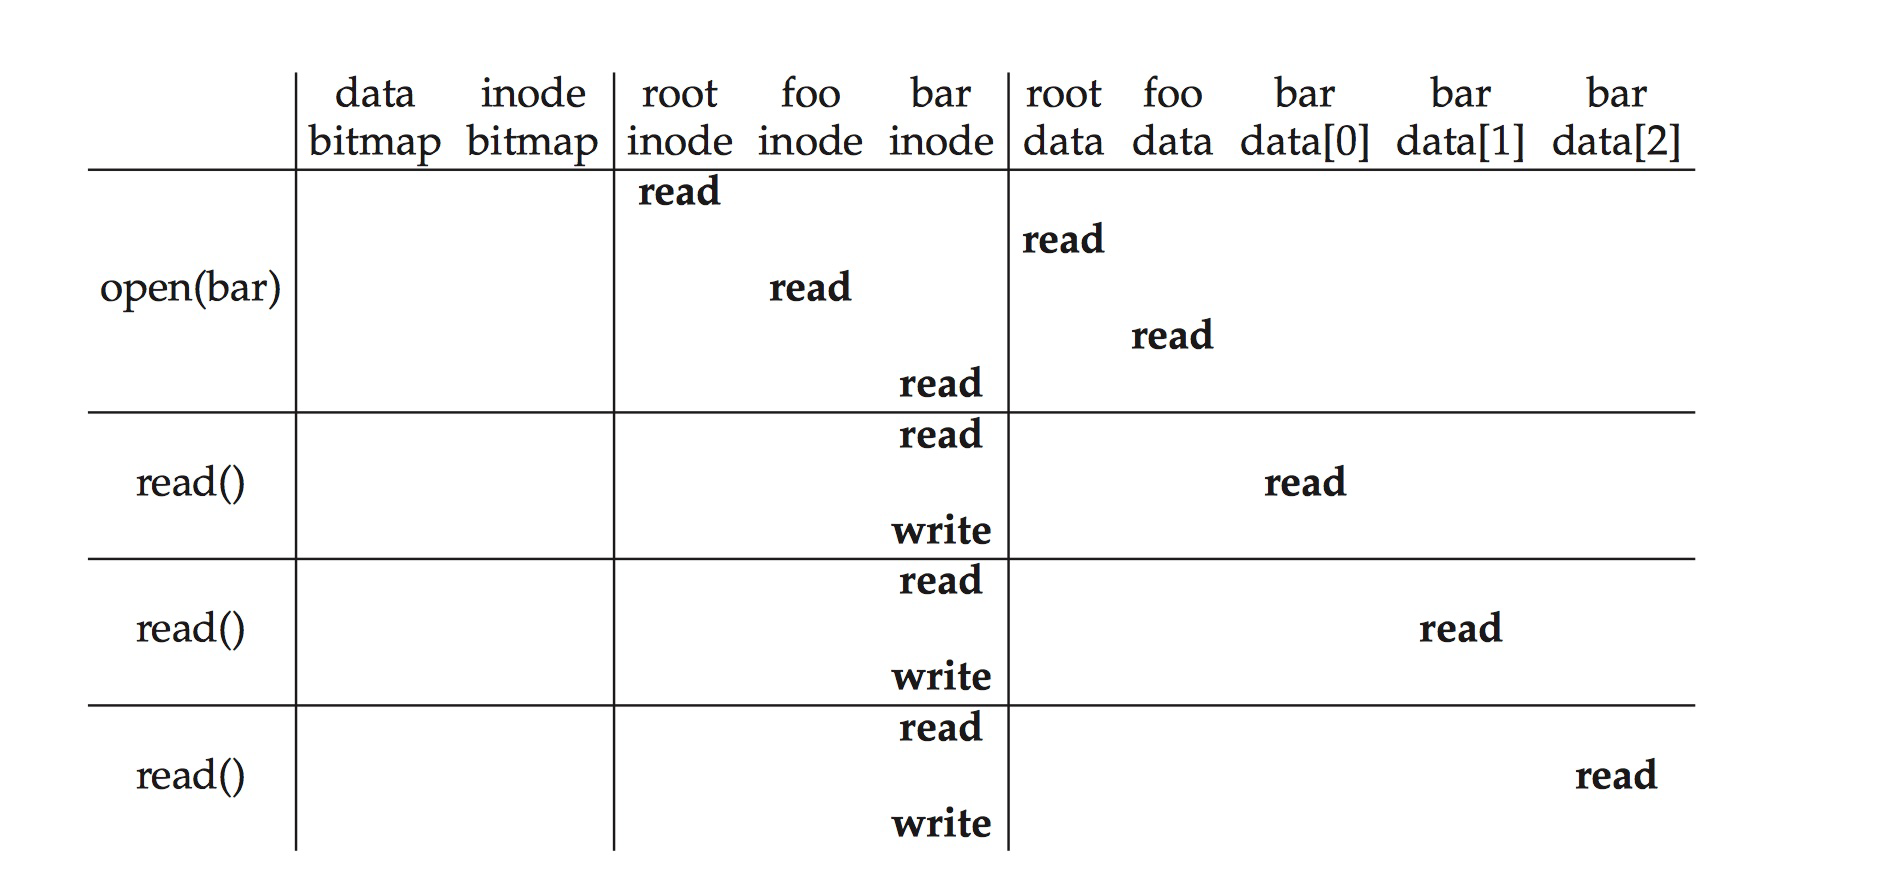 data inode root foo bar root foo bar bar bar
bitmap bitmap inode inode inode data data data[0] data[1] data[2]
read
read
open(bar) read
read
read
read
read() read
write
read
read() read
write
read
read() read
write